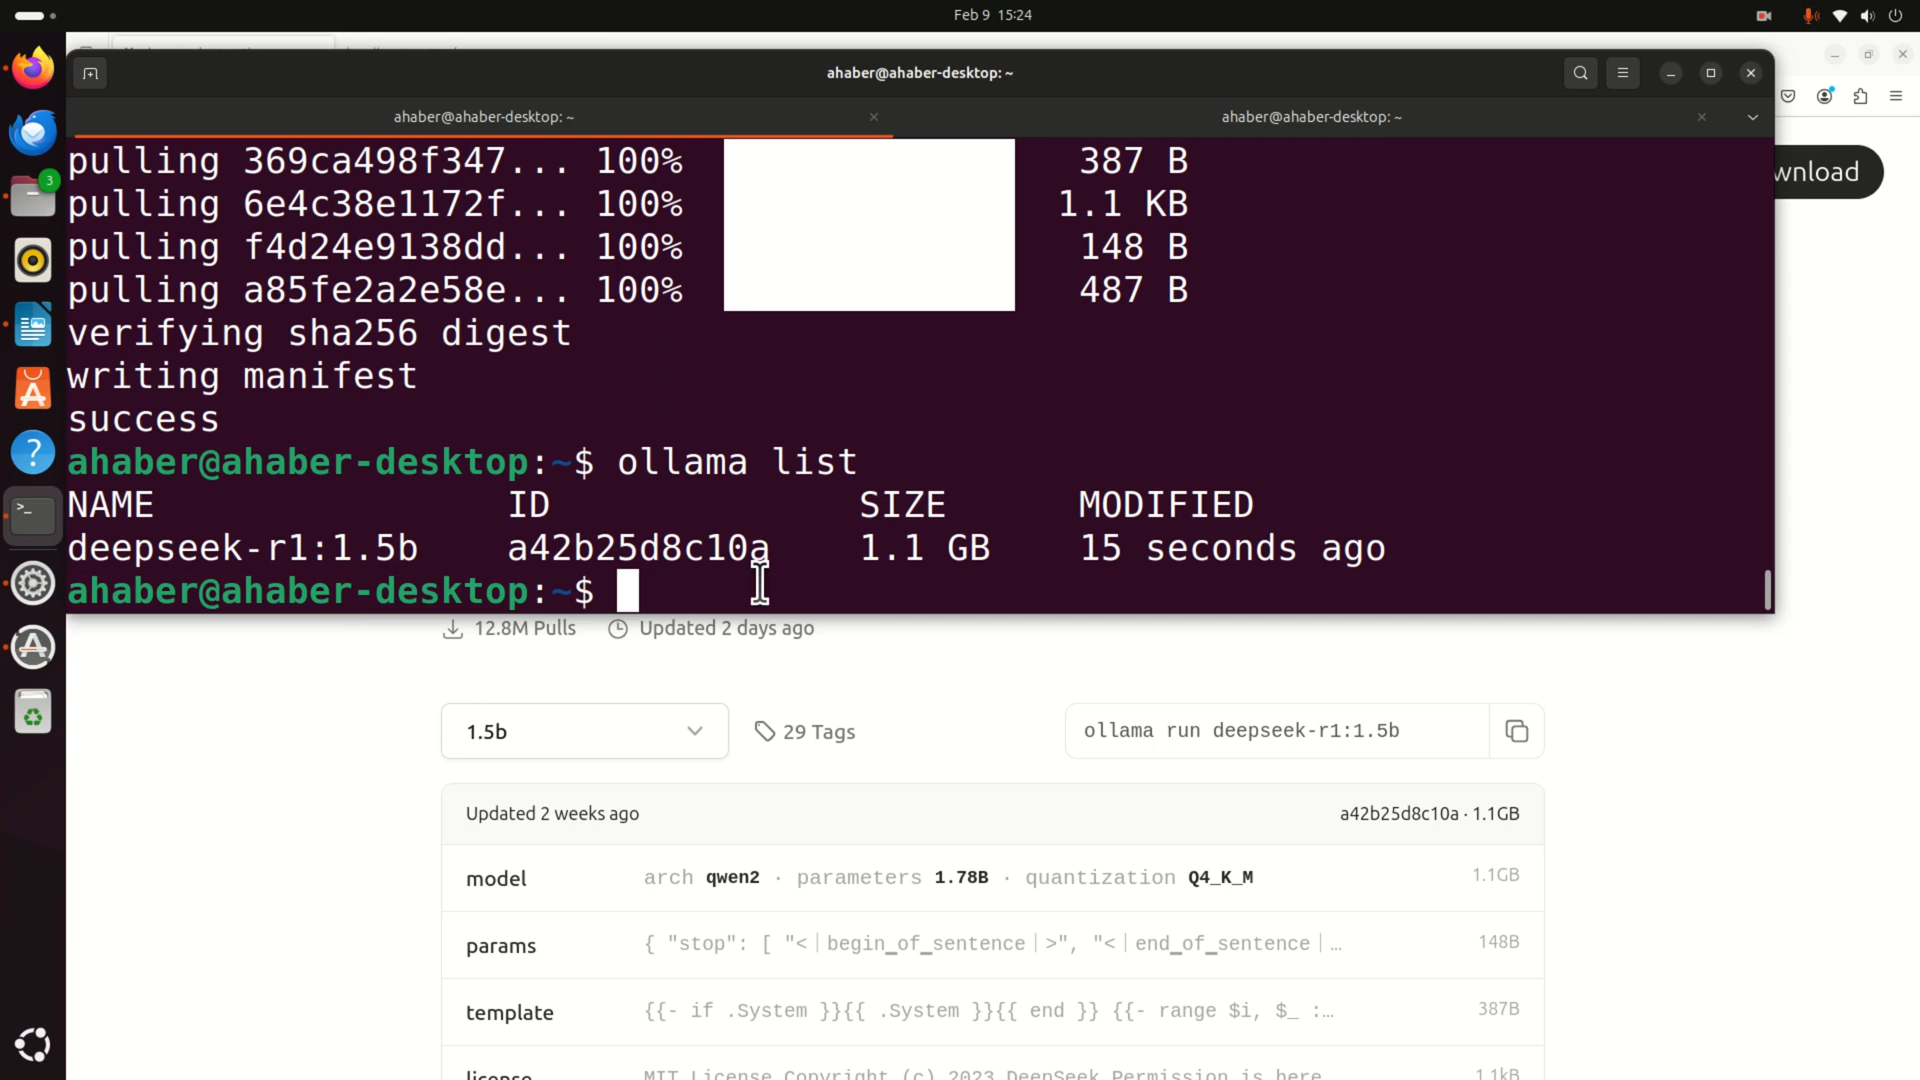 Feb 9 15:24
ahaber@ahaber-desktop: ~
ahaber@ahaber-desktop: ~
ahaber@ahaber-desktop: ~
pulling 369ca498f347... 100% 387 B
pulling 6e4c38e1172f... 100% 1.1 KB
pulling f4d24e9138dd... 100% 148 B
pulling a85fe2a2e58e... 100% 487 B
verifying sha256 digest
writing manifest
success
ahaber@ahaber-desktop:~$ ollama list
NAME ID SIZE MODIFIED
deepseek-r1:1.5b a42b25d8c10a 1.1 GB 15 seconds ago
ahaber@ahaber-desktop:~$
wnload
3
12.8M Pulls Updated 2 days ago
1.5b 29 Tags ollama run deepseek-r1:1.5b
Updated 2 weeks ago a42b25d8c10a · 1.1GB
model arch qwen2 · parameters 1.78B · quantization Q4_K_M 1.1GB
params { "stop": [ "<|begin_of_sentence|>", "<|end_of_sentence|… 148B
template {{- if .System }}{{ .System }}{{ end }} {{- range $i, $_ :… 387B
license MIT License Copyright (c) 2023 DeepSeek Permission is here 1.1kB